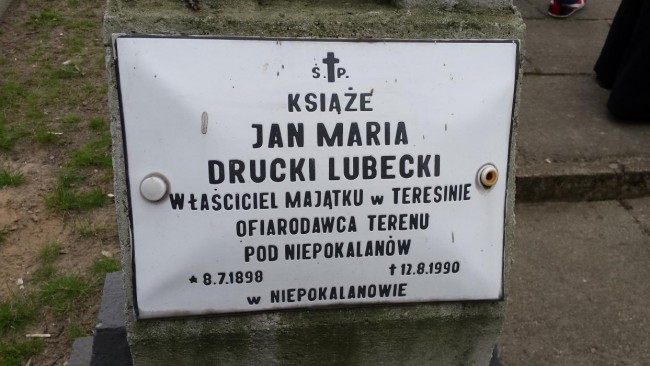 Ś. ✝ P.
KSIĄŻE
JAN MARIA
DRUCKI LUBECKI
WŁAŚCICIEL MAJĄTKU W TERESINIE
OFIARODAWCA TERENU
POD NIEPOKALANÓW
* 8.7.1898 † 12.8.1990
W NIEPOKALANOWIE